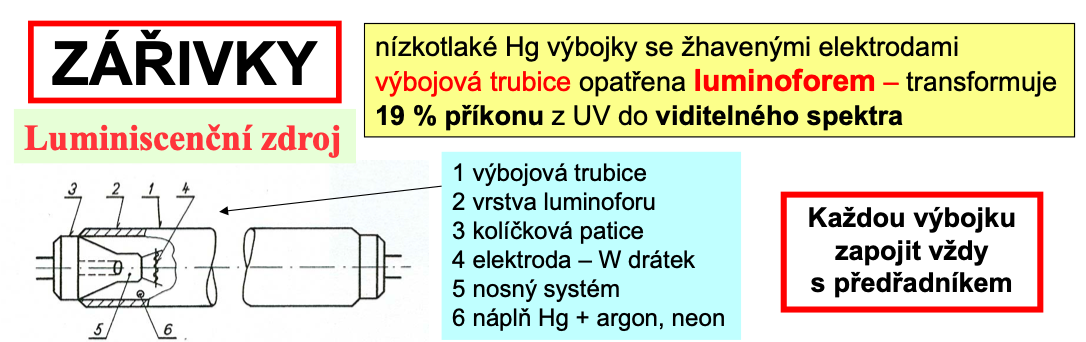 ZÁŘIVKY
nízkotlaké Hg výbojky se žhavenými elektrodami
výbojová trubice opatřena luminoforem – transformuje
19 % příkonu z UV do viditelného spektra
Luminiscenční zdroj
3 2 1 4
5 6
1 výbojová trubice
2 vrstva luminoforu
3 kolíčková patice
4 elektroda – W drátek
5 nosný systém
6 náplň Hg + argon, neon
Každou výbojku
zapojit vždy
s předřadníkem